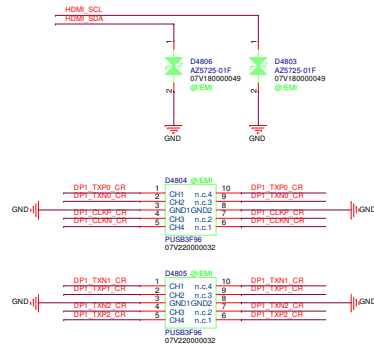 HDMI_SCL
HDMI_SDA
1 1
D4806 D4803
AZ5725-01F AZ5725-01F
07V180000049 07V180000049
@/EMI @/EMI
2 2
GND GND
D4804 @/EMI
DP1_TXP0_CR 1 CH1 n.c.4 10 DP1_TXP0_CR
DP1_TXN0_CR 2 CH2 n.c.3 9 DP1_TXN0_CR
GND 3 GND1 GND2 8 GND
DP1_CLKP_CR 4 CH3 n.c.2 7 DP1_CLKP_CR
DP1_CLKN_CR 5 CH4 n.c.1 6 DP1_CLKN_CR
PUSB3F96
07V220000032
D4805 @/EMI
DP1_TXN1_CR 1 CH1 n.c.4 10 DP1_TXN1_CR
DP1_TXP1_CR 2 CH2 n.c.3 9 DP1_TXP1_CR
GND 3 GND1 GND2 8 GND
DP1_TXN2_CR 4 CH3 n.c.2 7 DP1_TXN2_CR
DP1_TXP2_CR 5 CH4 n.c.1 6 DP1_TXP2_CR
PUSB3F96
07V220000032